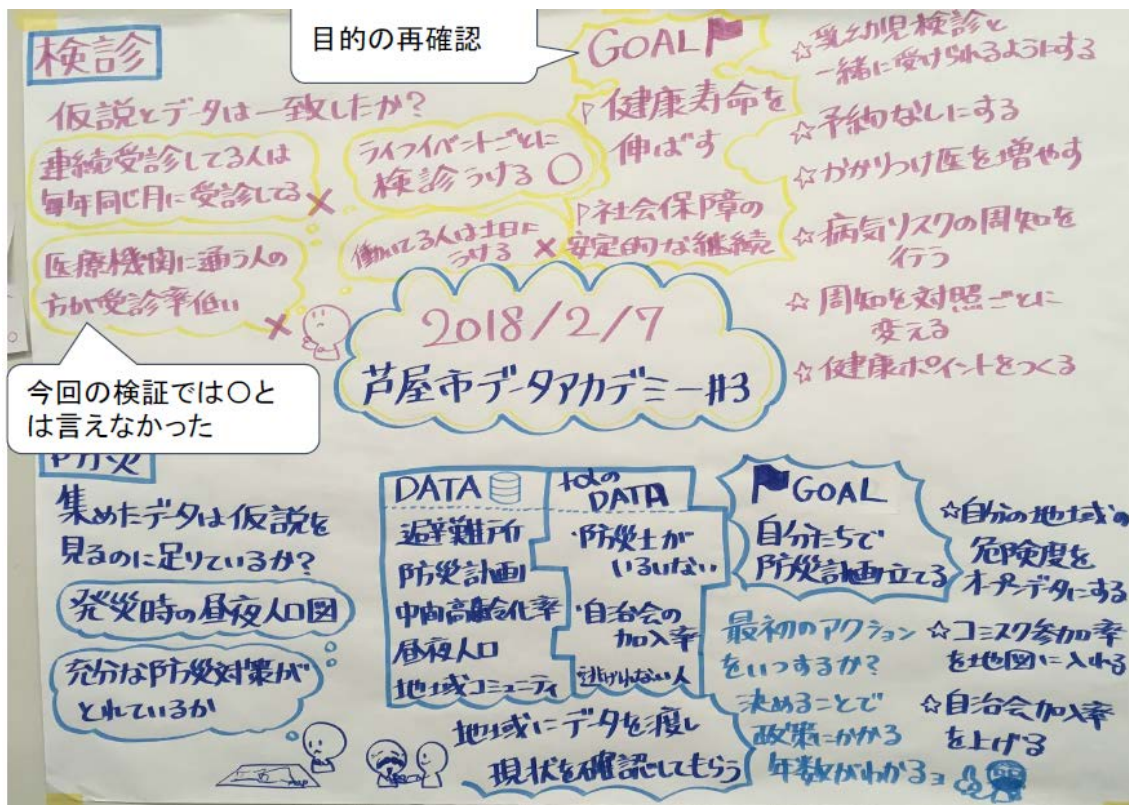 検診
目的の再確認
仮説とデータは一致したか?
連続受診してる人は
毎年同じ月に受診してる ×
ライフイベントごとに
検診うける ○
医療機関に通う人の
方が受診率低い ×
働いてる人は土日に
うける ×
今回の検証では○と
は言えなかった
GOAL
健康寿命を
伸ばす
社会保障の
安定的な継続
☆乳幼児検診と
一緒に受けられるようにする
☆予約なしにする
☆かかりつけ医を増やす
☆病気リスクの周知を
行う
☆周知を対照ごとに
変える
☆健康ポイントをつくる
2018/2/7
芦屋市データアカデミー#3
防災
集めたデータは仮説を
見るのに足りているか?
発災時の昼夜人口図
充分な防災対策が
とれているか
DATA
避難所
防災計画
中間高齢化率
昼夜人口
地域コミュニティ
+αの
DATA
・防災士が
いるいない
・自治会の
加入率
逃げれない人
地域にデータを渡し
現状を確認してもらう
GOAL
自分たちで
防災計画立てる
最初のアクション
をいつするか?
決めることで
政策にかかる
年数がわかるヨ
☆自分の地域の
危険度を
オープンデータにする
☆コミスク参加率
を地図に入れる
☆自治会加入率
を上げる